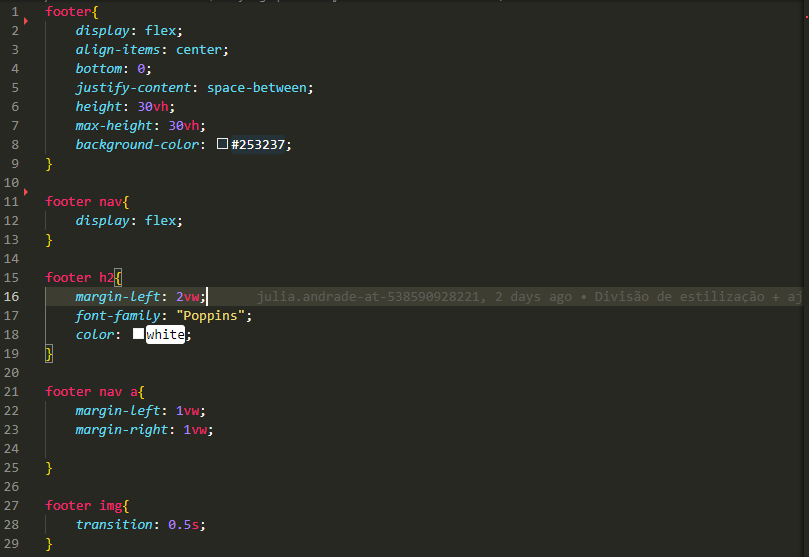 1 footer{
2 display: flex;
3 align-items: center;
4 bottom: 0;
5 justify-content: space-between;
6 height: 30vh;
7 max-height: 30vh;
8 background-color: #253237;
9 }
10
11 footer nav{
12 display: flex;
13 }
14
15 footer h2{
16 margin-left: 2vw; julia.andrade-at-538590928221, 2 days ago • Divisão de estilização + aj
17 font-family: "Poppins";
18 color: white;
19 }
20
21 footer nav a{
22 margin-left: 1vw;
23 margin-right: 1vw;
24
25 }
26
27 footer img{
28 transition: 0.5s;
29 }